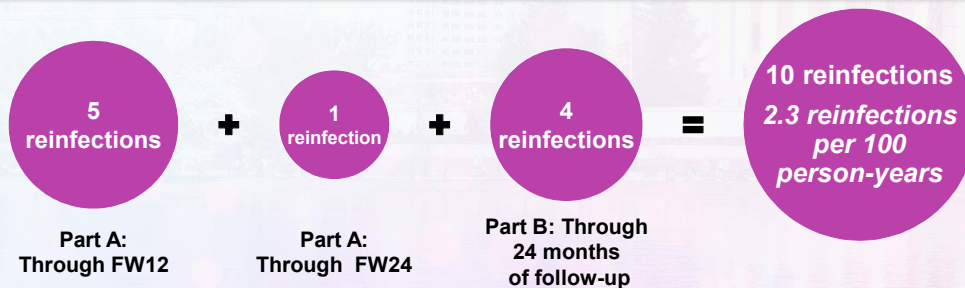 5
reinfections
+
1
reinfection
+
4
reinfections
=
10 reinfections
2.3 reinfections
per 100
person-years
Part A:
Through FW12
Part A:
Through FW24
Part B: Through
24 months
of follow-up